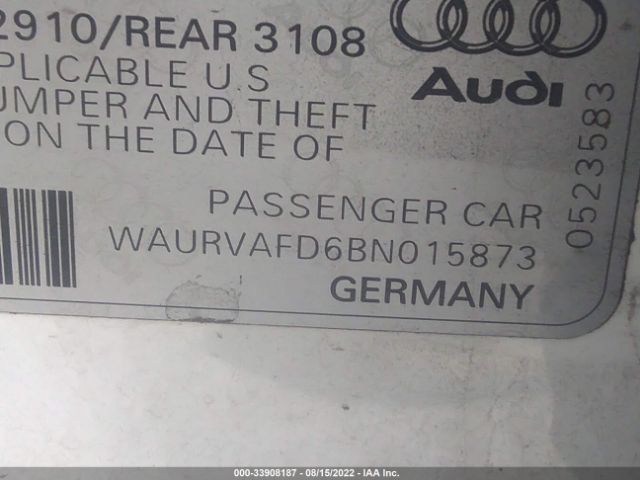 2910/REAR 3108
PLICABLE U.S
UMPER AND THEFT
ON THE DATE OF
Audi
PASSENGER CAR
WAURVAFD6BN015873
GERMANY
0523583
000-33908187 - 08/15/2022 - IAA Inc.